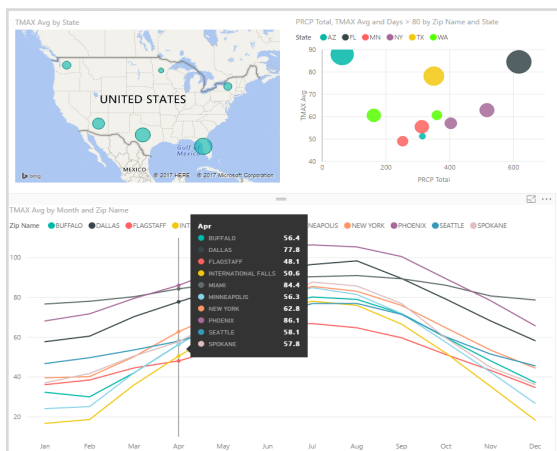 TMAX Avg by State
UNITED STATES
Gulf
Mexico
MEXICO
bing
© 2017 HERE © 2017 Microsoft Corporation
PRCP Total, TMAX Avg and Days > 80 by Zip Name and State
State AZ FL MN NY TX WA
TMAX Avg
90
80
70
60
50
40
200
400
600
PRCP Total
TMAX Avg by Month and Zip Name
Zip Name BUFFALO DALLAS FLAGSTAFF INT NEAPOLIS NEW YORK PHOENIX SEATTLE SPOKANE
Apr
BUFFALO 56.4
DALLAS 77.8
FLAGSTAFF 48.1
INTERNATIONAL FALLS 50.6
MIAMI 84.4
MINNEAPOLIS 56.3
NEW YORK 62.8
PHOENIX 86.1
SEATTLE 58.1
SPOKANE 57.8
100
80
60
40
20
Jan Feb Mar Apr May Jun Jul Aug Sep Oct Nov Dec